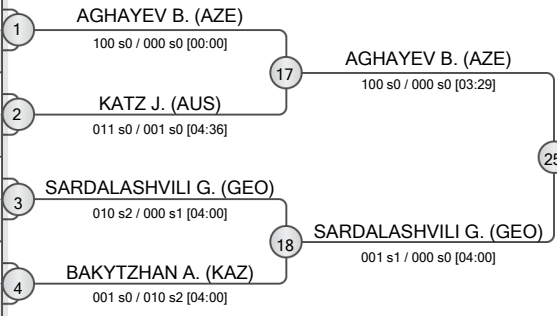 1
AGHAYEV B. (AZE)
100 s0 / 000 s0 [00:00]
17
AGHAYEV B. (AZE)
100 s0 / 000 s0 [03:29]
2
KATZ J. (AUS)
011 s0 / 001 s0 [04:36]
25
3
SARDALASHVILI G. (GEO)
010 s2 / 000 s1 [04:00]
18
SARDALASHVILI G. (GEO)
001 s1 / 000 s0 [04:00]
4
BAKYTZHAN A. (KAZ)
001 s0 / 010 s2 [04:00]